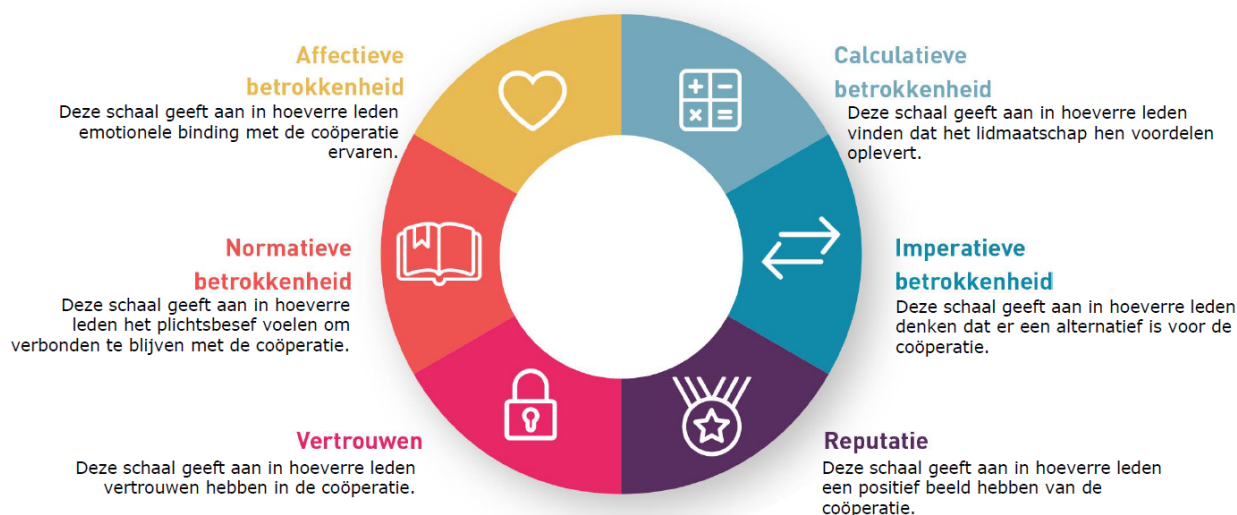 Affectieve
betrokkenheid
Deze schaal geeft aan in hoeverre leden
emotionele binding met de coöperatie
ervaren.
Calculatieve
betrokkenheid
Deze schaal geeft aan in hoeverre leden
vinden dat het lidmaatschap hen voordelen
oplevert.
Normatieve
betrokkenheid
Deze schaal geeft aan in hoeverre
leden het plichtsbesef voelen om
verbonden te blijven met de coöperatie.
Imperatieve
betrokkenheid
Deze schaal geeft aan in hoeverre leden
denken dat er een alternatief is voor de
coöperatie.
Vertrouwen
Deze schaal geeft aan in hoeverre leden
vertrouwen hebben in de coöperatie.
Reputatie
Deze schaal geeft aan in hoeverre leden
een positief beeld hebben van de
coöperatie.